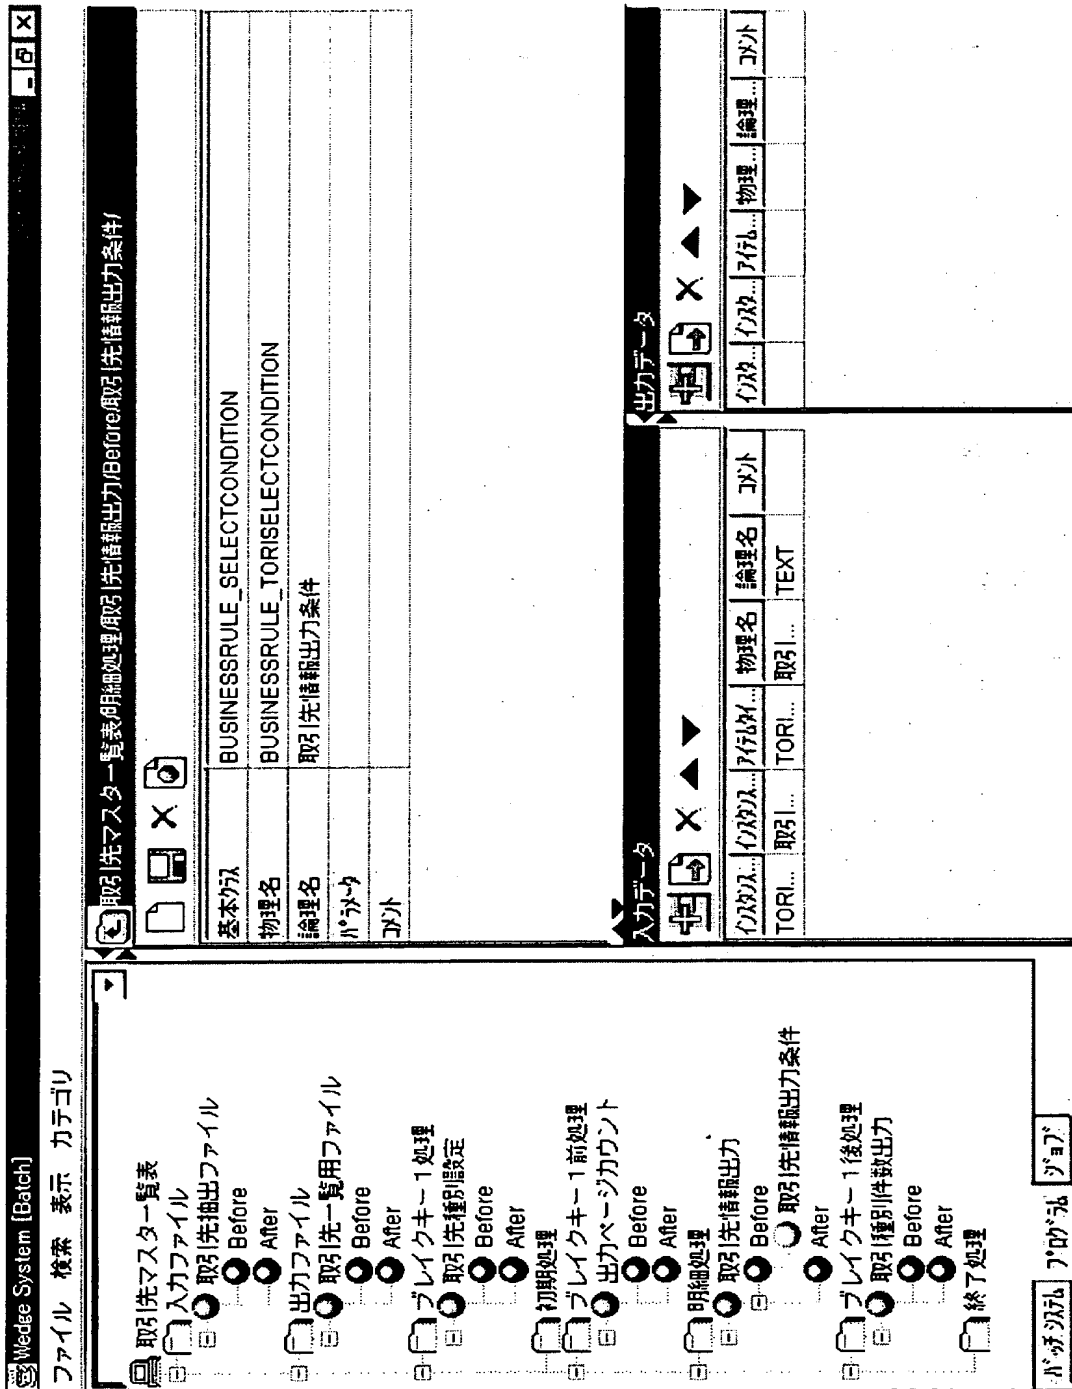 Wedge System [Batch]
ファイル 検索 表示 カテゴリ
取引先マスター覧表
入力ファイル
取引先抽出ファイル
Before
After
出力ファイル
取引先一覧用ファイル
Before
After
ブレイクキー1処理
取引先種別設定
Before
After
初期処理
ブレイクキー1前処理
出力ページカウント
Before
After
明細処理
取引先情報出力
Before
取引先情報出力条件
After
ブレイクキー1後処理
取引種別件数出力
Before
After
終了処理
バッチシステム プログラム ジョブ
取引先マスター覧表/明細処理/取引先情報出力/Before/取引先情報出力条件/
基本クラス BUSINESSRULE_SELECTCONDITION
物理名 BUSINESSRULE_TORISELECTCONDITION
論理名 取引先情報出力条件
パラメータ
コメント
入力データ
インスタンス... インスタンス... アイテムタイ... 物理名 論理名 コメント
TORI... 取引... TORI... 取引... TEXT
出力データ
インスタ... インスタ... アイテム... 物理... 論理... コメント